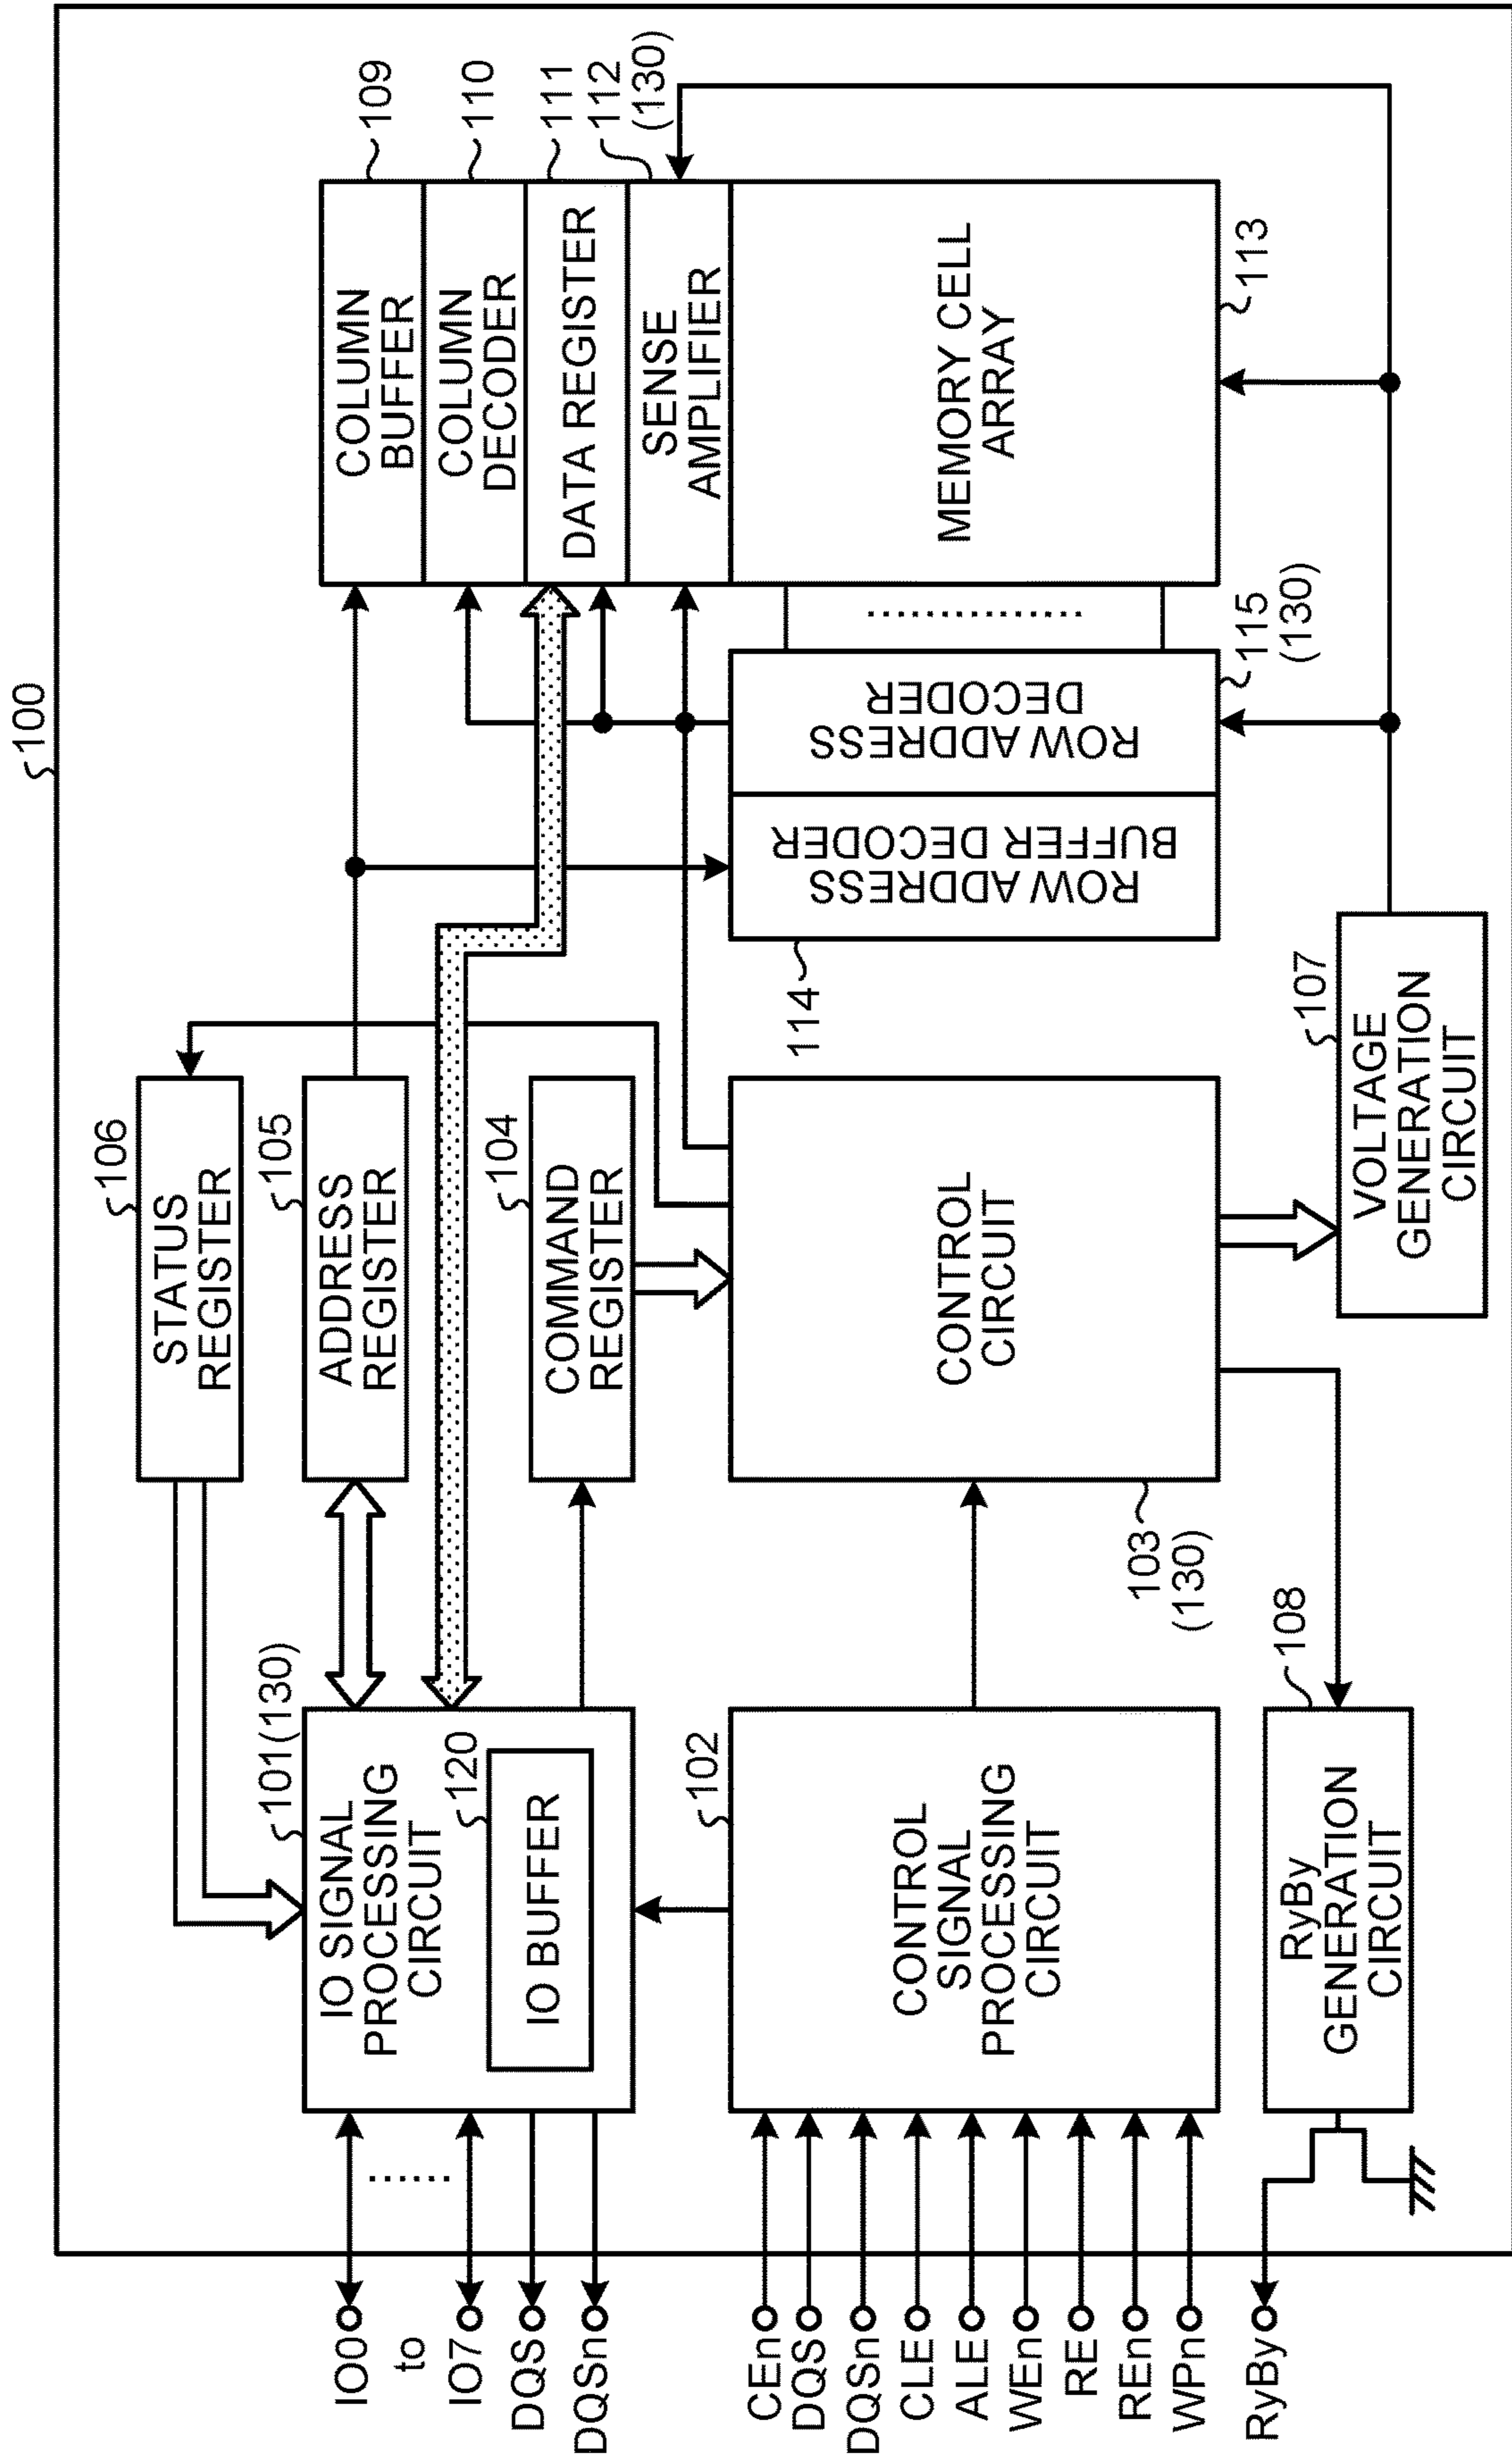 100
106
STATUS
REGISTER
105
ADDRESS
REGISTER
104
COMMAND
REGISTER
101(130)
IO SIGNAL
PROCESSING
CIRCUIT
120
IO BUFFER
IO0
to
IO7
DQS
DQSn
109
COLUMN
BUFFER
110
COLUMN
DECODER
111
DATA REGISTER
112
(130)
SENSE
AMPLIFIER
MEMORY CELL
ARRAY
113
102
CONTROL
SIGNAL
PROCESSING
CIRCUIT
CEn
DQS
DQSn
CLE
ALE
WEn
RE
REn
WPn
CONTROL
CIRCUIT
103
(130)
114
ROW ADDRESS
BUFFER DECODER
ROW ADDRESS
DECODER
115
(130)
108
RyBy
GENERATION
CIRCUIT
RyBy
107
VOLTAGE
GENERATION
CIRCUIT